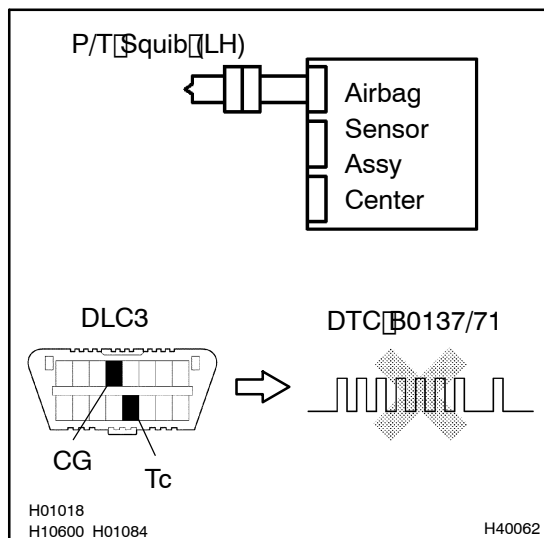 P/T Squib (LH)
Airbag
Sensor
Assy
Center
DLC3
DTC B0137/71
CG
Tc
H01018
H10600 H01084
H40062